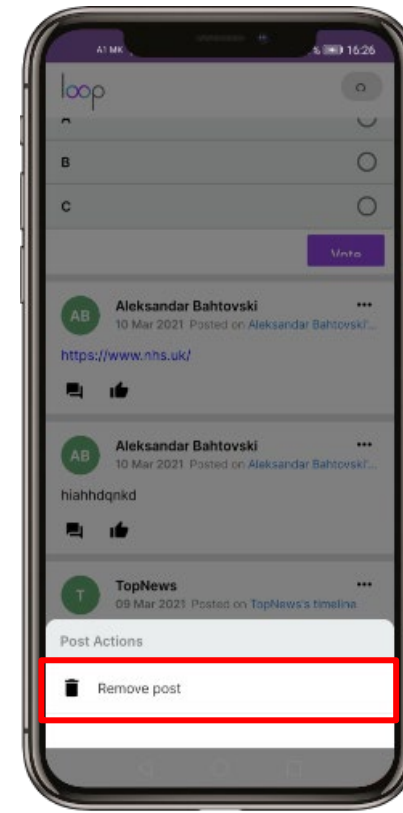 A1 MK
% 16:26
loop
A
B
C
Vote
AB
Aleksandar Bahtovski
10 Mar 2021 Posted on Aleksandar Bahtovski'...
https://www.nhs.uk/
AB
Aleksandar Bahtovski
10 Mar 2021 Posted on Aleksandar Bahtovski'...
hiahhdqnkd
T
TopNews
09 Mar 2021 Posted on TopNews's timeline
Post Actions
Remove post